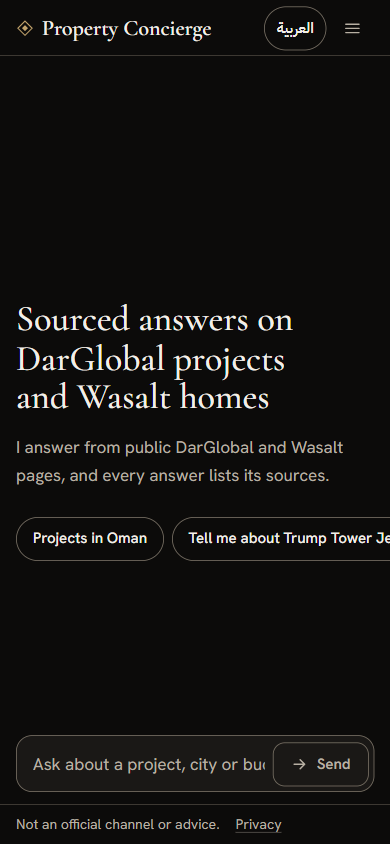 Property Concierge
العربية
Sourced answers on
DarGlobal projects
and Wasalt homes
I answer from public DarGlobal and Wasalt
pages, and every answer lists its sources.
Projects in Oman
Tell me about Trump Tower Je
Ask about a project, city or bu
Send
Not an official channel or advice.
Privacy